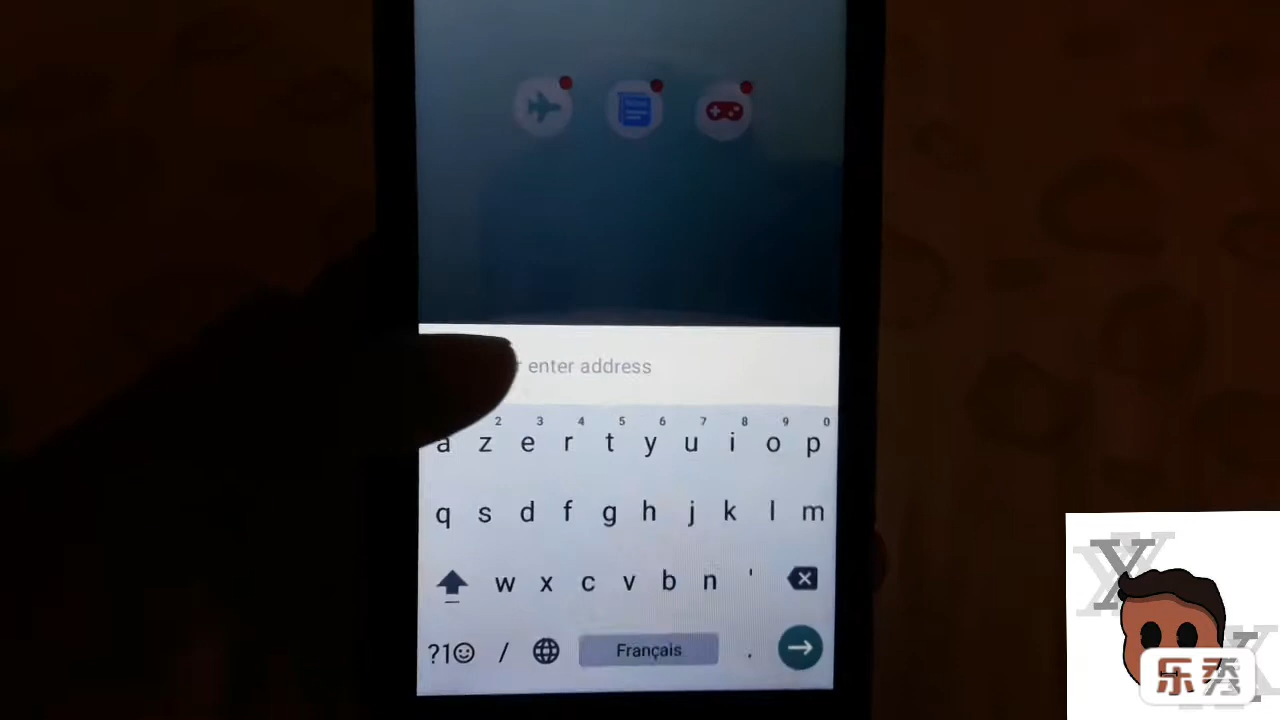 enter address
2 3 4 5 6 7 8 9 0
a z e r t y u i o p
q s d f g h j k l m
w x c v b n '
?1 / Français .
X X
Y
乐秀